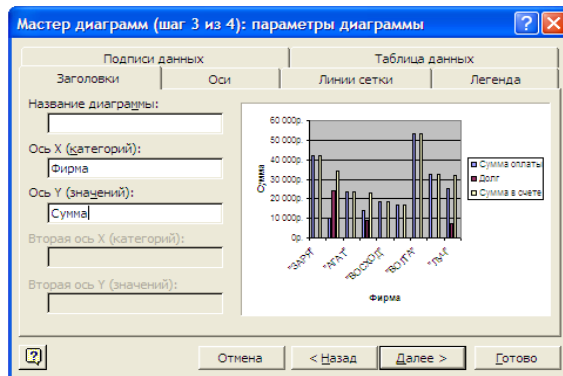 Мастер диаграмм (шаг 3 из 4): параметры диаграммы
Подписи данных Таблица данных
Заголовки Оси Линии сетки Легенда
Название диаграммы:
Ось X (категорий):
Фирма
Ось Y (значений):
Сумма
Вторая ось X (категорий):
Вторая ось Y (значений):
60 000р.
50 000р.
40 000р.
30 000р.
20 000р.
10 000р.
0р.
Сумма
"ЗАРЯ"
"АГАТ"
"ВОСХОД"
"ВОЛГА"
"ЛУЧ"
Фирма
Сумма оплаты
Долг
Сумма в счете
Отмена < Назад Далее > Готово